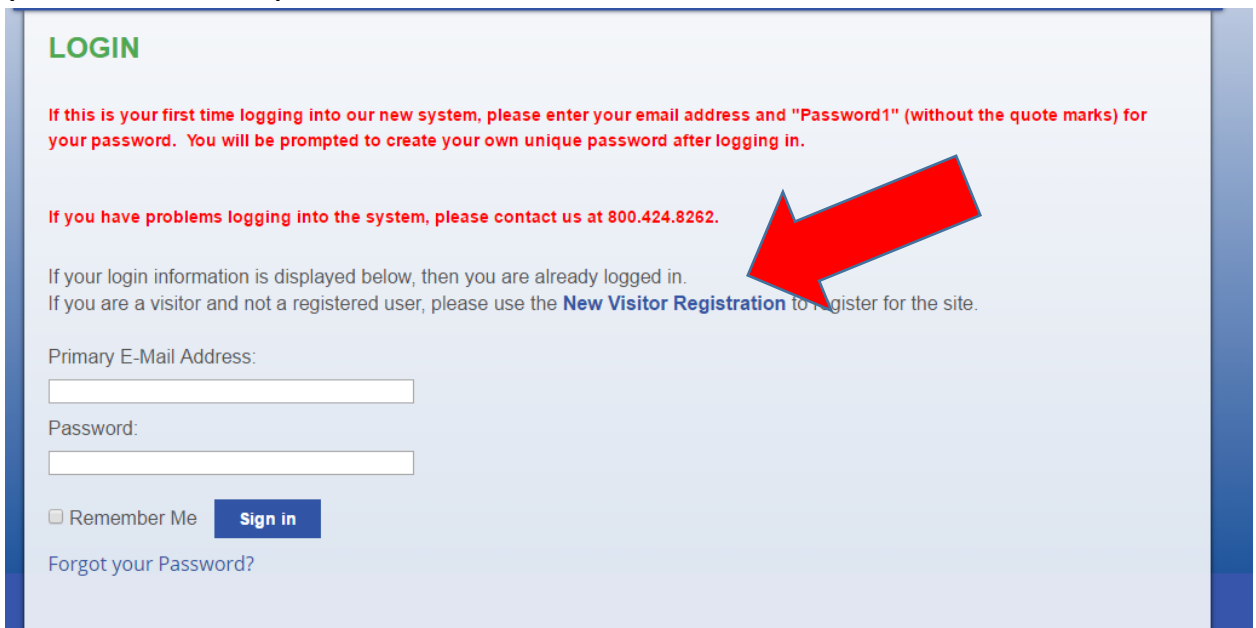 LOGIN
If this is your first time logging into our new system, please enter your email address and "Password1" (without the quote marks) for
your password.  You will be prompted to create your own unique password after logging in.
If you have problems logging into the system, please contact us at 800.424.8262.
If your login information is displayed below, then you are already logged in.
If you are a visitor and not a registered user, please use the New Visitor Registration to register for the site.
Primary E-Mail Address:
Password:
Remember Me Sign in
Forgot your Password?